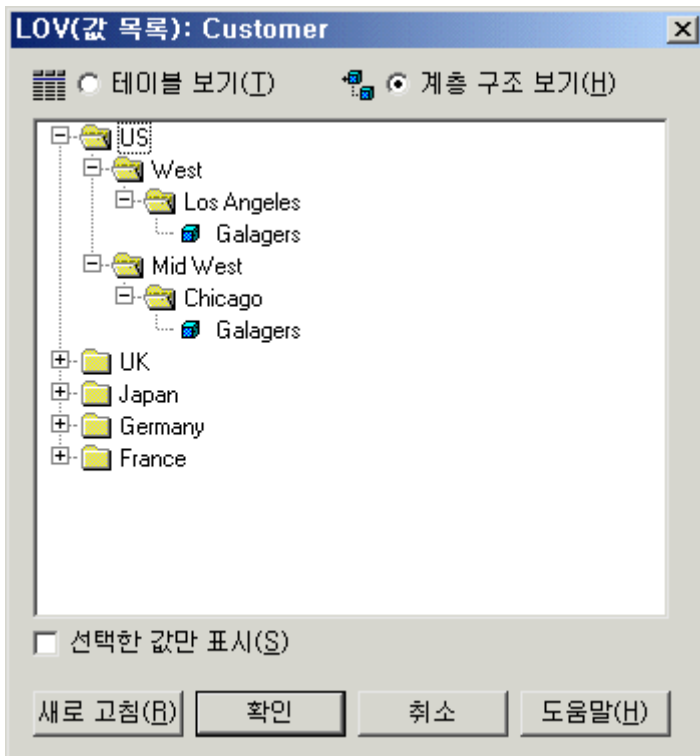 LOV(값 목록): Customer
테이블 보기(T) 계층 구조 보기(H)
US
West
Los Angeles
Galagers
Mid West
Chicago
Galagers
UK
Japan
Germany
France
선택한 값만 표시(S)
새로 고침(R) 확인 취소 도움말(H)